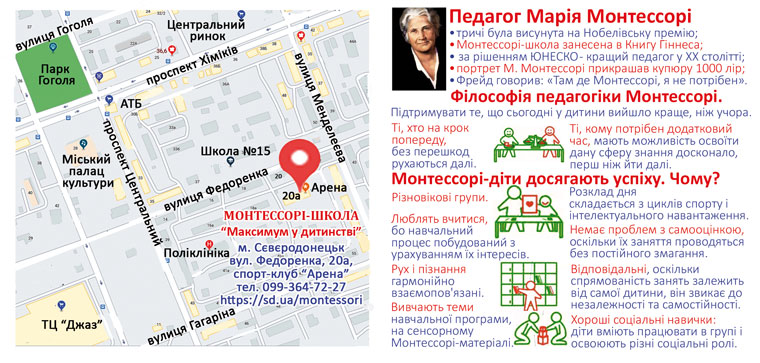 вулиця Гоголя
Центральний
ринок
36,6
Парк
Гоголя
проспект Хіміків
вулиця Менделеєва
АТБ
Міський
палац
культури
Школа №15
проспект Центральний
вулиця Федоренка
20
20а
Арена
МОНТЕССОРІ-ШКОЛА
“Максимум у дитинстві”
м. Сєвєродонецьк
вул. Федоренка, 20а,
спорт-клуб “Арена”
тел. 099-364-72-27
https://sd.ua/montessori
Поліклініка
ТЦ “Джаз”
вулиця Гагаріна
Педагог Марія Монтессорі
•тричі була висунута на Нобелівську премію;
•Монтессорі-школа занесена в Книгу Гіннеса;
• за рішенням ЮНЕСКО - кращий педагог у ХХ столітті;
•портрет М. Монтессорі прикрашав купюру 1000 лір;
•Фрейд говорив: «Там де Монтессорі, я не потрібен».
Філософія педагогіки Монтессорі.
Підтримувати те, що сьогодні у дитини вийшло краще, ніж учора.
Ті, хто на крок
попереду,
без перешкод
рухаються далі.
Ті, кому потрібен додатковий
час, мають можливість освоїти
дану сферу знання досконало,
перш ніж йти далі.
Монтессорі-діти досягають успіху. Чому?
Різновікові групи.
Люблять вчитися,
бо навчальний
процес побудований з
урахуванням їх інтересів.
Рух і пізнання
гармонійно
взаємопов'язані.
Вивчають теми
навчальної програми,
на сенсорному
Монтессорі-матеріалі.
Розклад дня
складається з циклів спорту і
інтелектуального навантаження.
Немає проблем з самооцінкою,
оскільки їх заняття проводяться
без постійного змагання.
Відповідальні, оскільки
спрямованість занять залежить
від самої дитини, він звикає до
незалежності та самостійності.
Хороші соціальні навички:
діти вміють працювати в групі і
освоюють різні соціальні ролі.